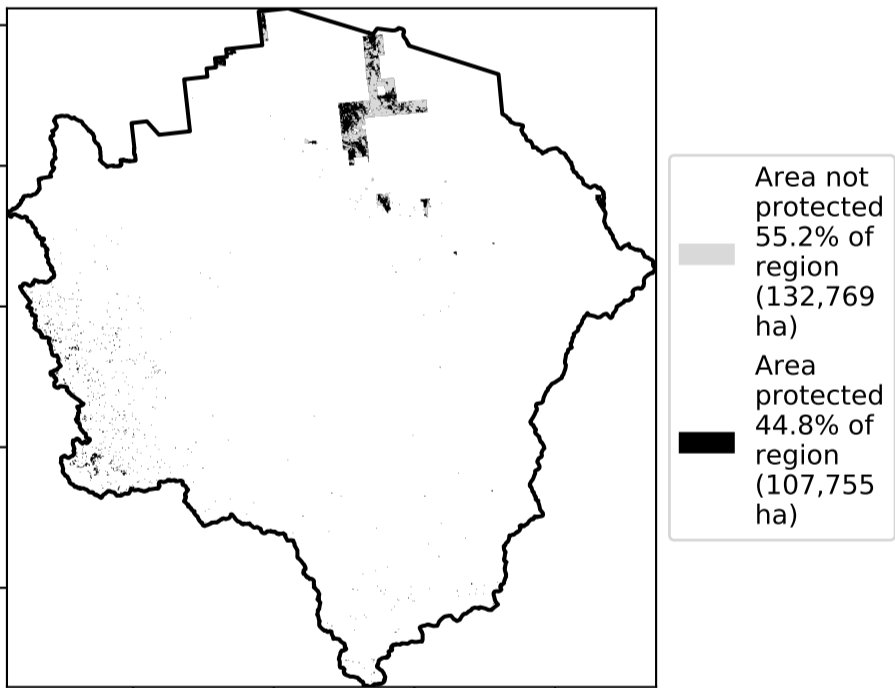 Area not
protected
55.2% of
region
(132,769
ha)
Area
protected
44.8% of
region
(107,755
ha)